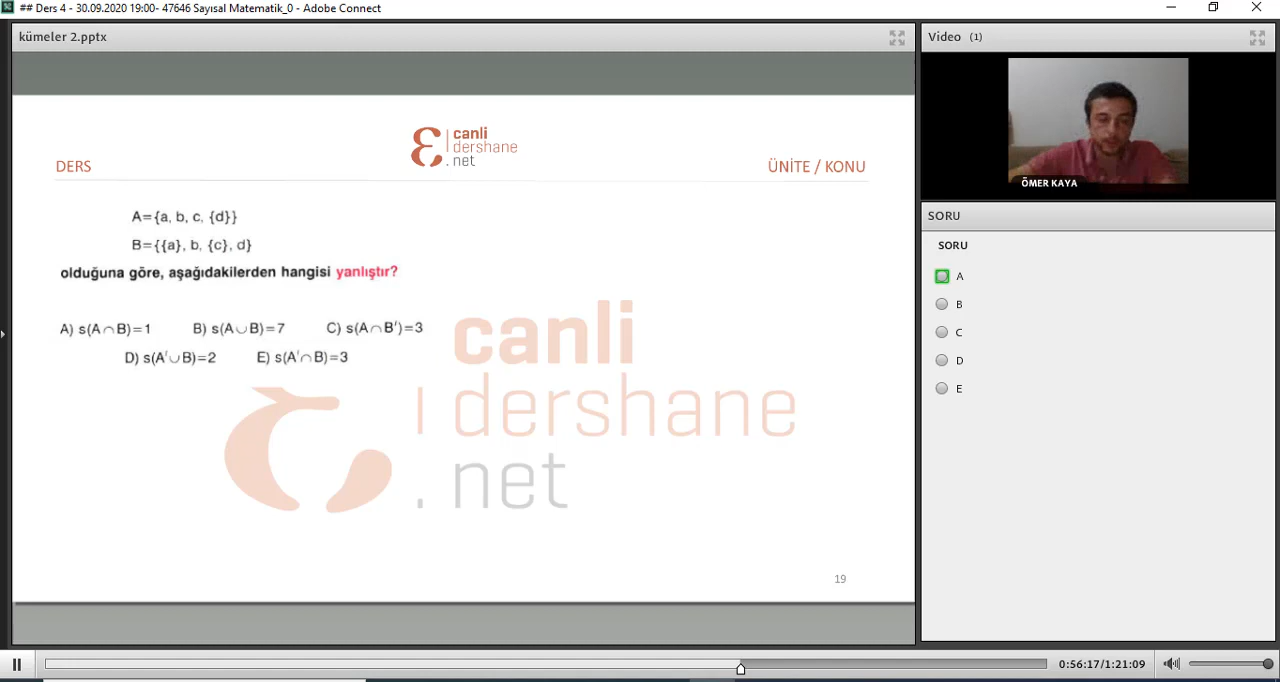 ## Ders 4 - 30.09.2020 19:00- 47646 Sayısal Matematik_0 - Adobe Connect
kümeler 2.pptx
Video (1)
canli
dershane
.net
DERS
ÜNİTE / KONU
ÖMER KAYA
A={a, b, c, {d}}
B={{a}, b, {c}, d}
olduğuna göre, aşağıdakilerden hangisi yanlıştır?
A) s(A∩B)=1 B) s(A∪B)=7 C) s(A∩B')=3
D) s(A'∪B)=2 E) s(A'∩B)=3
canli
dershane
.net
19
SORU
SORU
A
B
C
D
E
0:56:17/1:21:09